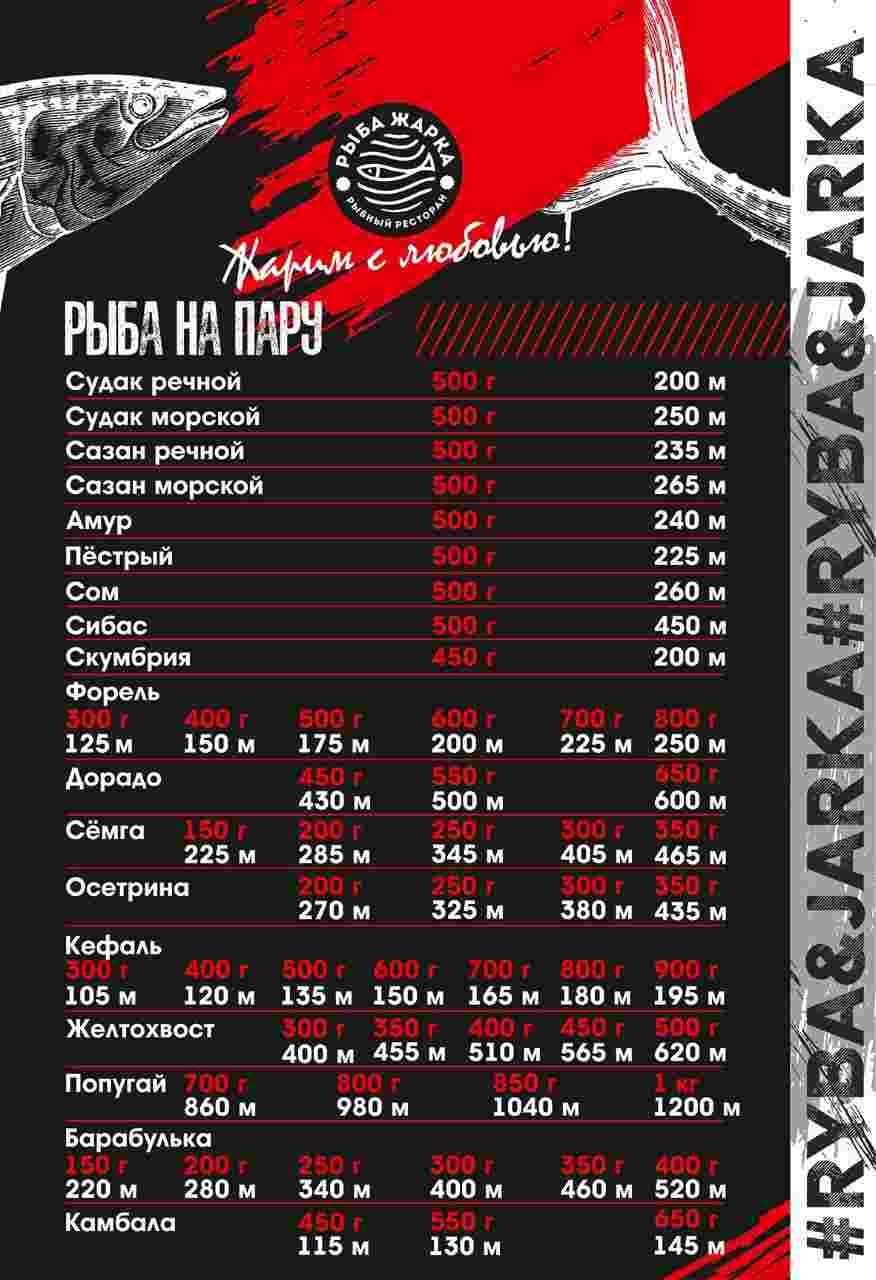 РЫБА ЖАРКА
РЫБНЫЙ РЕСТОРАН
Жарим с любовью!
РЫБА НА ПАРУ
Судак речной 500 г 200 м
Судак морской 500 г 250 м
Сазан речной 500 г 235 м
Сазан морской 500 г 265 м
Амур 500 г 240 м
Пёстрый 500 г 225 м
Сом 500 г 260 м
Сибас 500 г 450 м
Скумбрия 450 г 200 м
Форель
300 г 400 г 500 г 600 г 700 г 800 г
125 м 150 м 175 м 200 м 225 м 250 м
Дорадо 450 г 550 г 650 г
430 м 500 м 600 м
Сёмга 150 г 200 г 250 г 300 г 350 г
225 м 285 м 345 м 405 м 465 м
Осетрина 200 г 250 г 300 г 350 г
270 м 325 м 380 м 435 м
Кефаль
300 г 400 г 500 г 600 г 700 г 800 г 900 г
105 м 120 м 135 м 150 м 165 м 180 м 195 м
Желтохвост 300 г 350 г 400 г 450 г 500 г
400 м 455 м 510 м 565 м 620 м
Попугай 700 г 800 г 850 г 1 кг
860 м 980 м 1040 м 1200 м
Барабулька
150 г 200 г 250 г 300 г 350 г 400 г
220 м 280 м 340 м 400 м 460 м 520 м
Камбала 450 г 550 г 650 г
115 м 130 м 145 м
#RYBA&JARKA#RYBA&JARKA